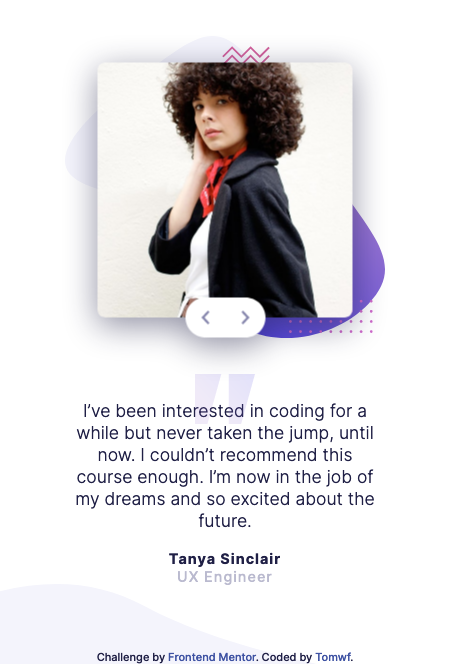 I’ve been interested in coding for a
while but never taken the jump, until
now. I couldn’t recommend this
course enough. I’m now in the job of
my dreams and so excited about the
future.
Tanya Sinclair
UX Engineer
Challenge by Frontend Mentor. Coded by Tomwf.